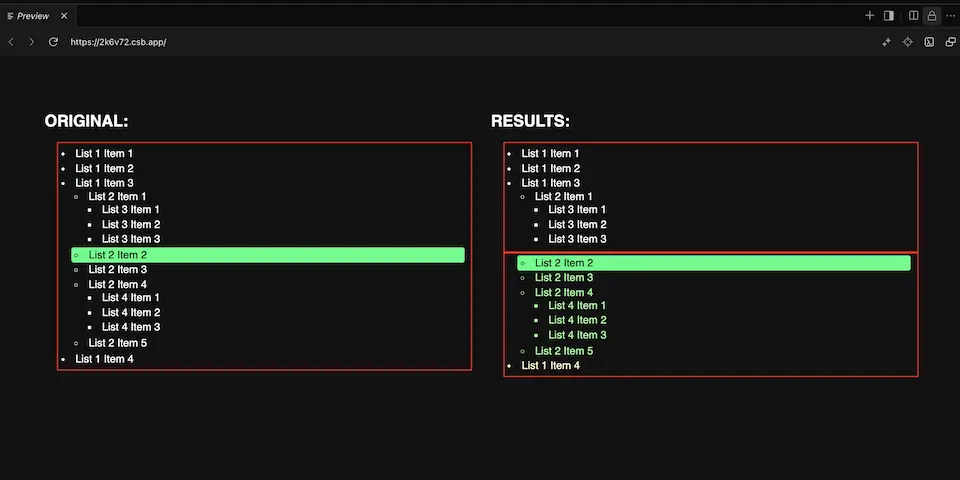 Preview
https://2k6v72.csb.app/
ORIGINAL:
List 1 Item 1
List 1 Item 2
List 1 Item 3
List 2 Item 1
List 3 Item 1
List 3 Item 2
List 3 Item 3
List 2 Item 2
List 2 Item 3
List 2 Item 4
List 4 Item 1
List 4 Item 2
List 4 Item 3
List 2 Item 5
List 1 Item 4
RESULTS:
List 1 Item 1
List 1 Item 2
List 1 Item 3
List 2 Item 1
List 3 Item 1
List 3 Item 2
List 3 Item 3
List 2 Item 2
List 2 Item 3
List 2 Item 4
List 4 Item 1
List 4 Item 2
List 4 Item 3
List 2 Item 5
List 1 Item 4